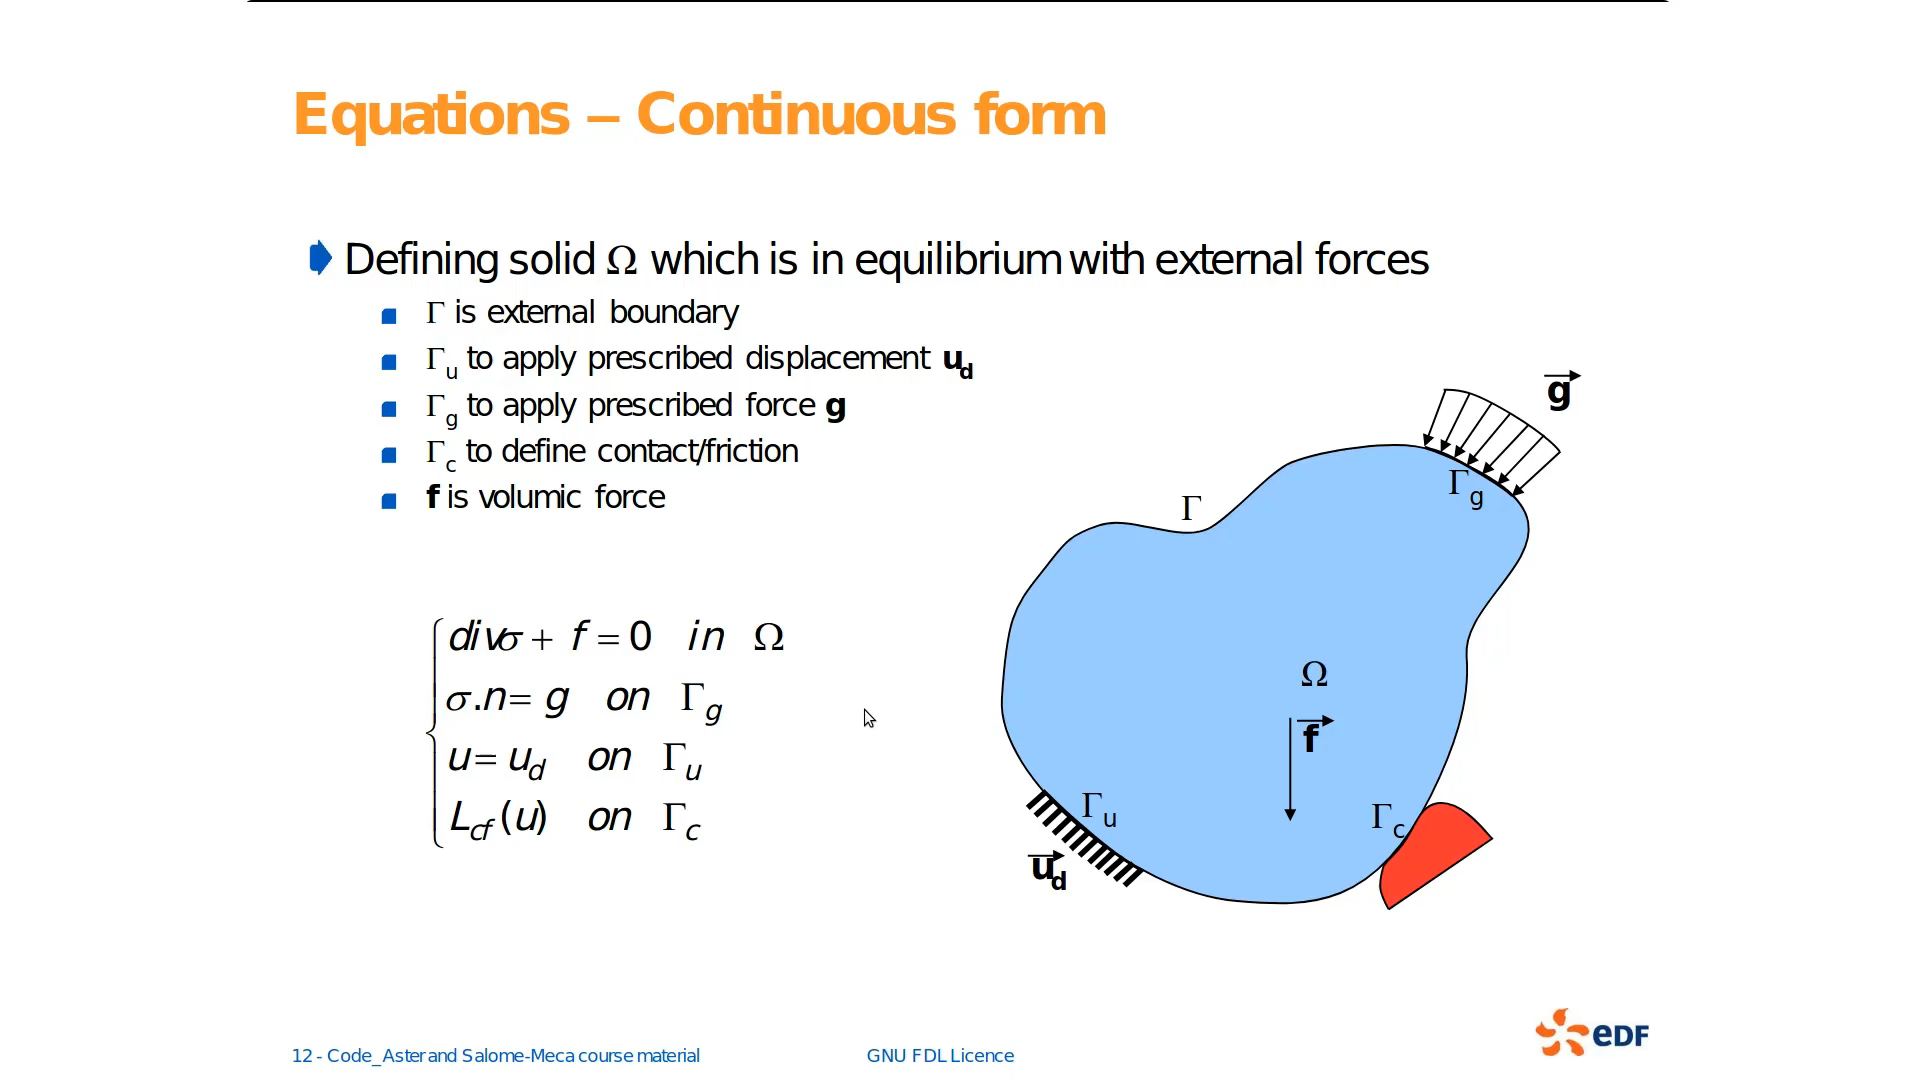 Equations – Continuous form
Defining solid Ω which is in equilibrium with external forces
Γ is external boundary
Γu to apply prescribed displacement ud
Γg to apply prescribed force g
Γc to define contact/friction
f is volumic force
divσ + f = 0 in Ω
σ.n = g on Γg
u = ud on Γu
Lcf (u) on Γc
g
Γg
Γ
Ω
f
Γu
Γc
ud
eDF
12 - Code_Aster and Salome-Meca course material
GNU FDL Licence